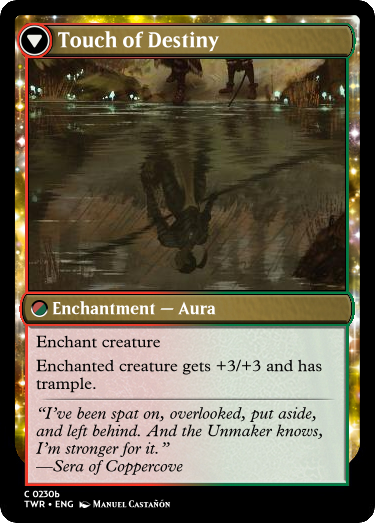 Touch of Destiny
Enchantment — Aura
Enchant creature
Enchanted creature gets +3/+3 and has
trample.
“I’ve been spat on, overlooked, put aside,
and left behind. And the Unmaker knows,
I’m stronger for it.”
—Sera of Coppercove
C 0230b
TWR • ENG Manuel Castañón